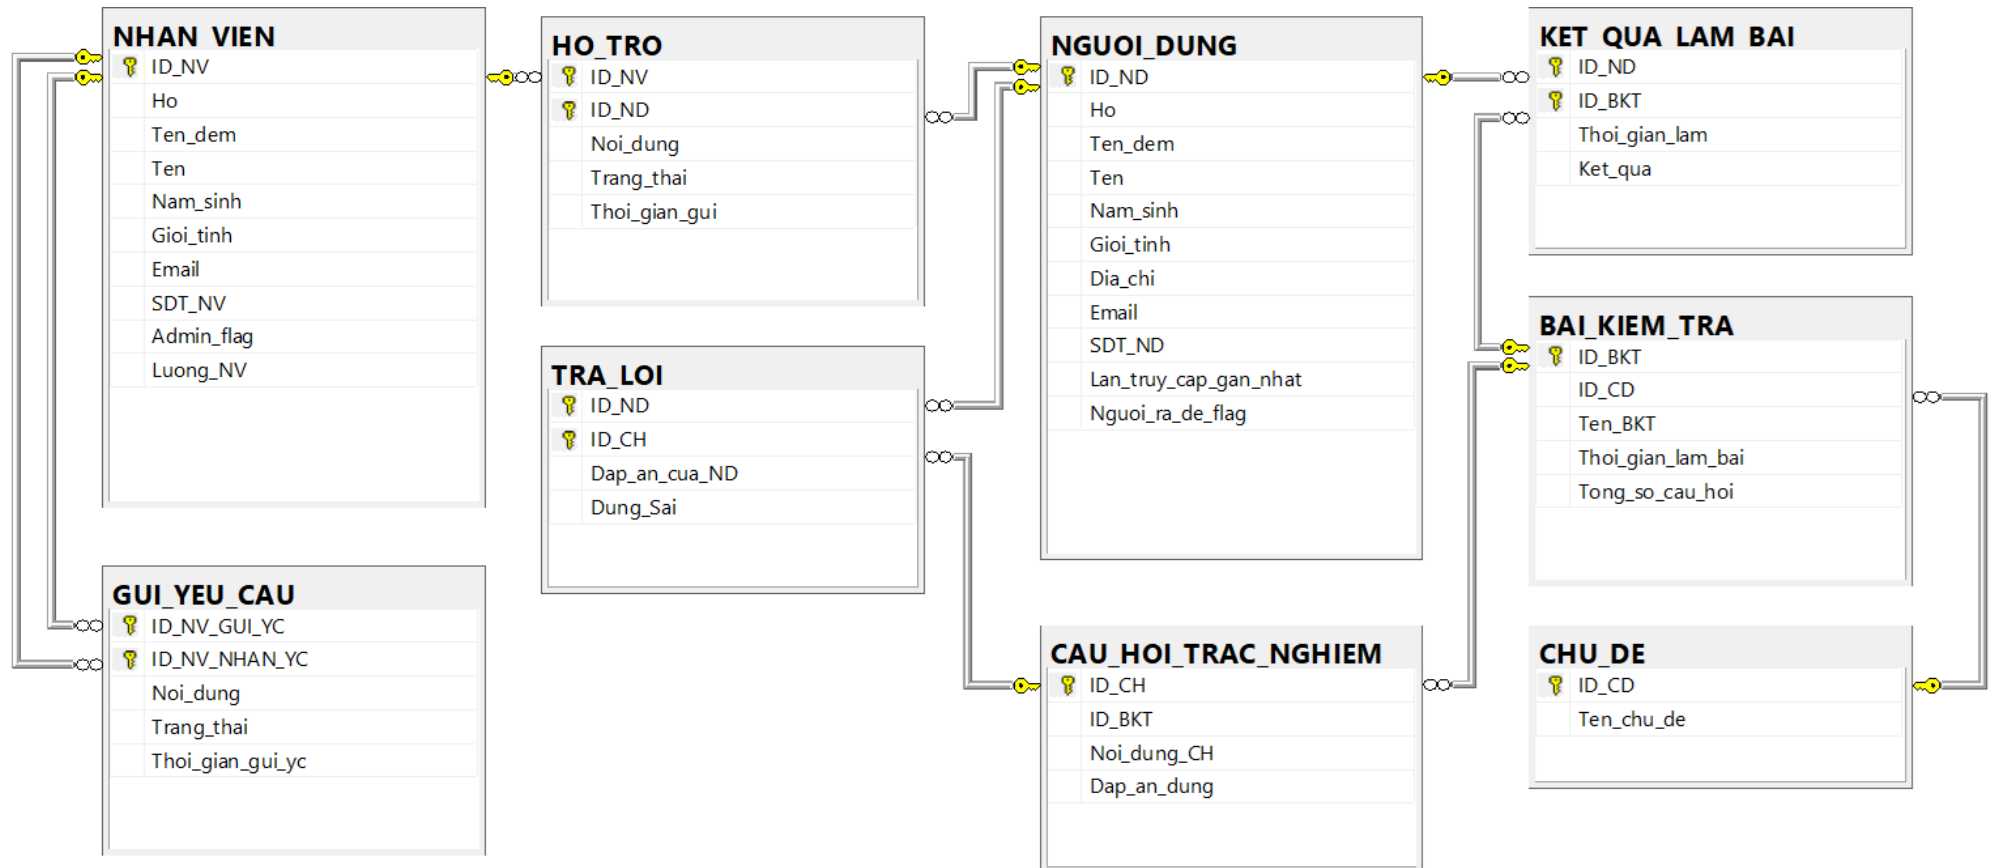 NHAN_VIEN
ID_NV
Ho
Ten_dem
Ten
Nam_sinh
Gioi_tinh
Email
SDT_NV
Admin_flag
Luong_NV
GUI_YEU_CAU
ID_NV_GUI_YC
ID_NV_NHAN_YC
Noi_dung
Trang_thai
Thoi_gian_gui_yc
HO_TRO
ID_NV
ID_ND
Noi_dung
Trang_thai
Thoi_gian_gui
TRA_LOI
ID_ND
ID_CH
Dap_an_cua_ND
Dung_Sai
NGUOI_DUNG
ID_ND
Ho
Ten_dem
Ten
Nam_sinh
Gioi_tinh
Dia_chi
Email
SDT_ND
Lan_truy_cap_gan_nhat
Nguoi_ra_de_flag
CAU_HOI_TRAC_NGHIEM
ID_CH
ID_BKT
Noi_dung_CH
Dap_an_dung
KET_QUA_LAM_BAI
ID_ND
ID_BKT
Thoi_gian_lam
Ket_qua
BAI_KIEM_TRA
ID_BKT
ID_CD
Ten_BKT
Thoi_gian_lam_bai
Tong_so_cau_hoi
CHU_DE
ID_CD
Ten_chu_de